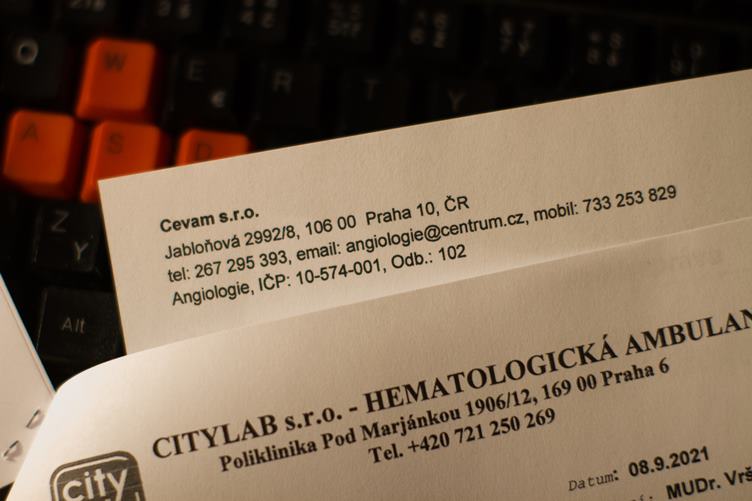 O
W
E
€
R
T
Y
A
S
D
Z
Y
Alt
Cevam s.r.o.
Jabloňová 2992/8, 106 00 Praha 10, ČR
tel: 267 295 393, email: angiologie@centrum.cz, mobil: 733 253 829
Angiologie, IČP: 10-574-001, Odb.: 102
CITYLAB s.r.o. - HEMATOLOGICKÁ AMBULAN
Poliklinika Pod Marjánkou 1906/12, 169 00 Praha 6
Tel. +420 721 250 269
city
Datum: 08.9.2021
MUDr. Vrš